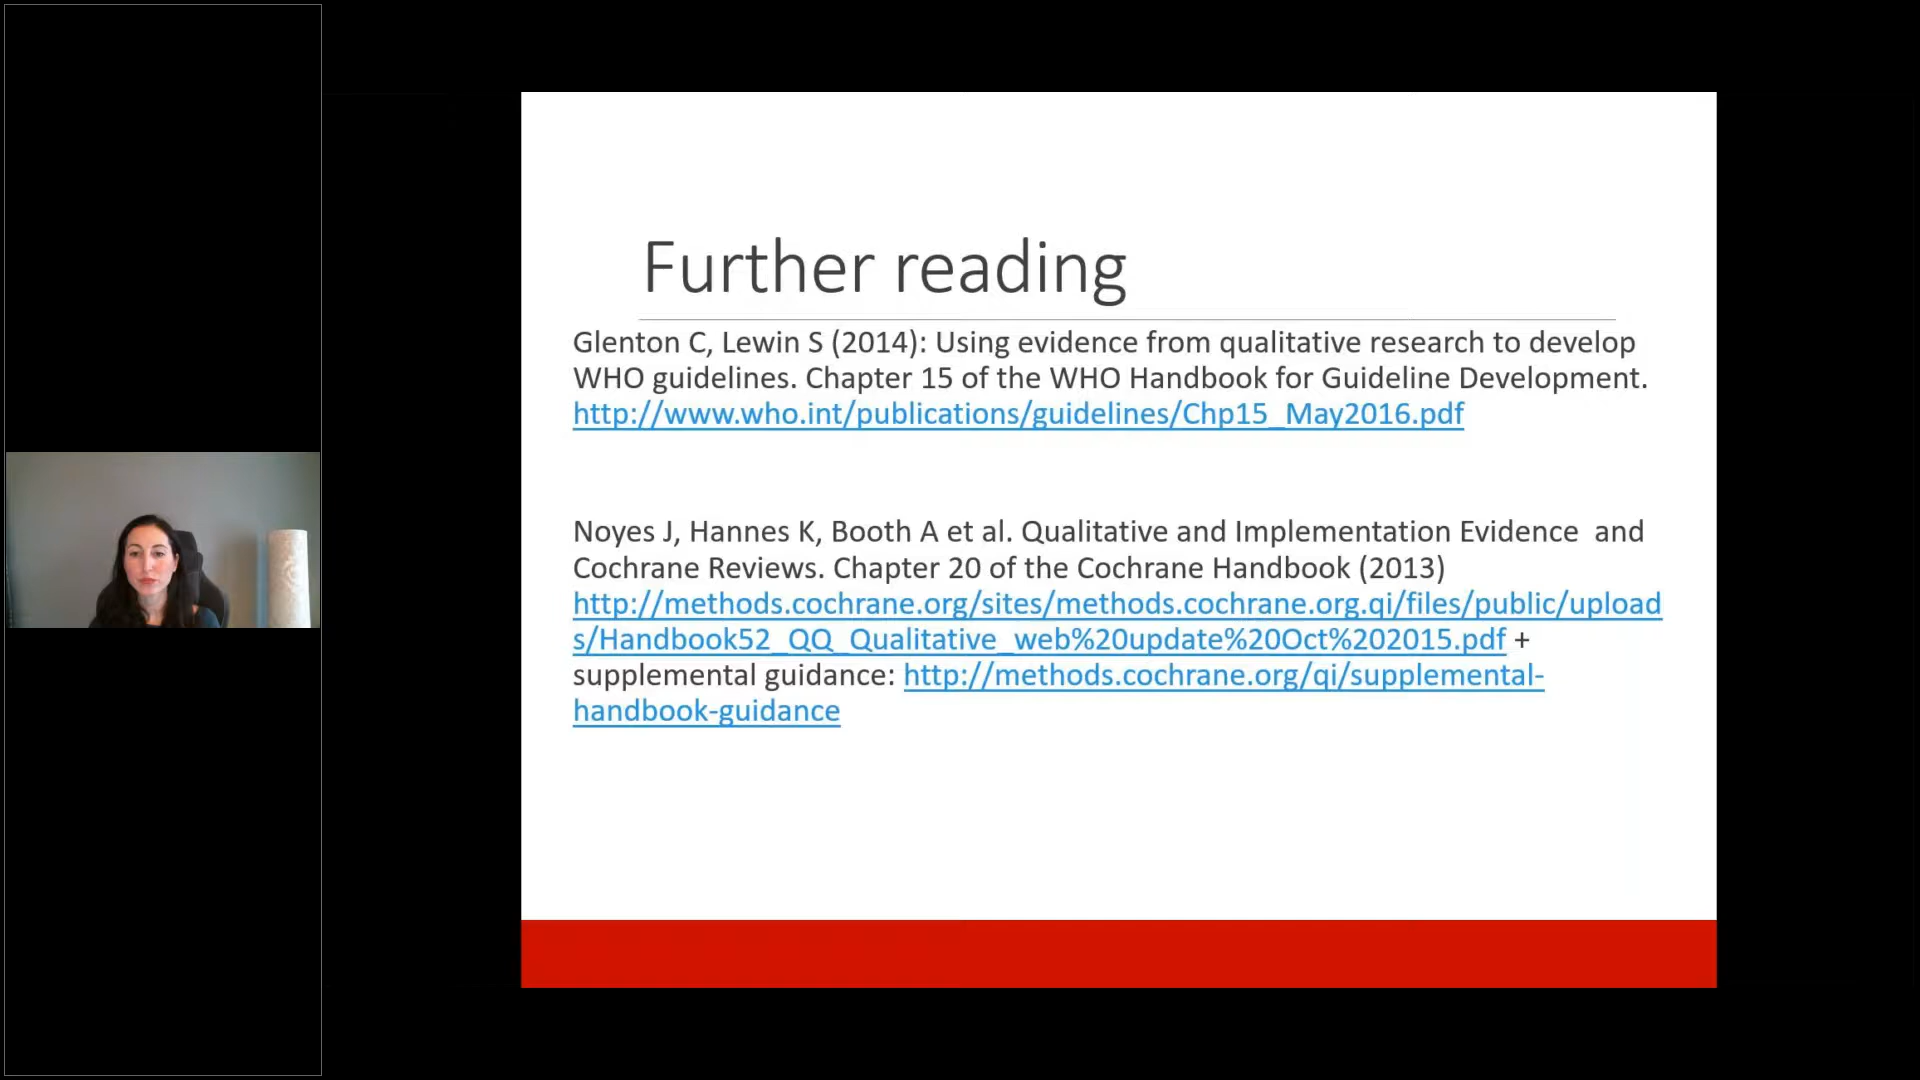 Further reading
Glenton C, Lewin S (2014): Using evidence from qualitative research to develop
WHO guidelines. Chapter 15 of the WHO Handbook for Guideline Development.
http://www.who.int/publications/guidelines/Chp15_May2016.pdf
Noyes J, Hannes K, Booth A et al. Qualitative and Implementation Evidence  and
Cochrane Reviews. Chapter 20 of the Cochrane Handbook (2013)
http://methods.cochrane.org/sites/methods.cochrane.org.qi/files/public/upload
s/Handbook52_QQ_Qualitative_web%20update%20Oct%202015.pdf +
supplemental guidance: http://methods.cochrane.org/qi/supplemental-
handbook-guidance